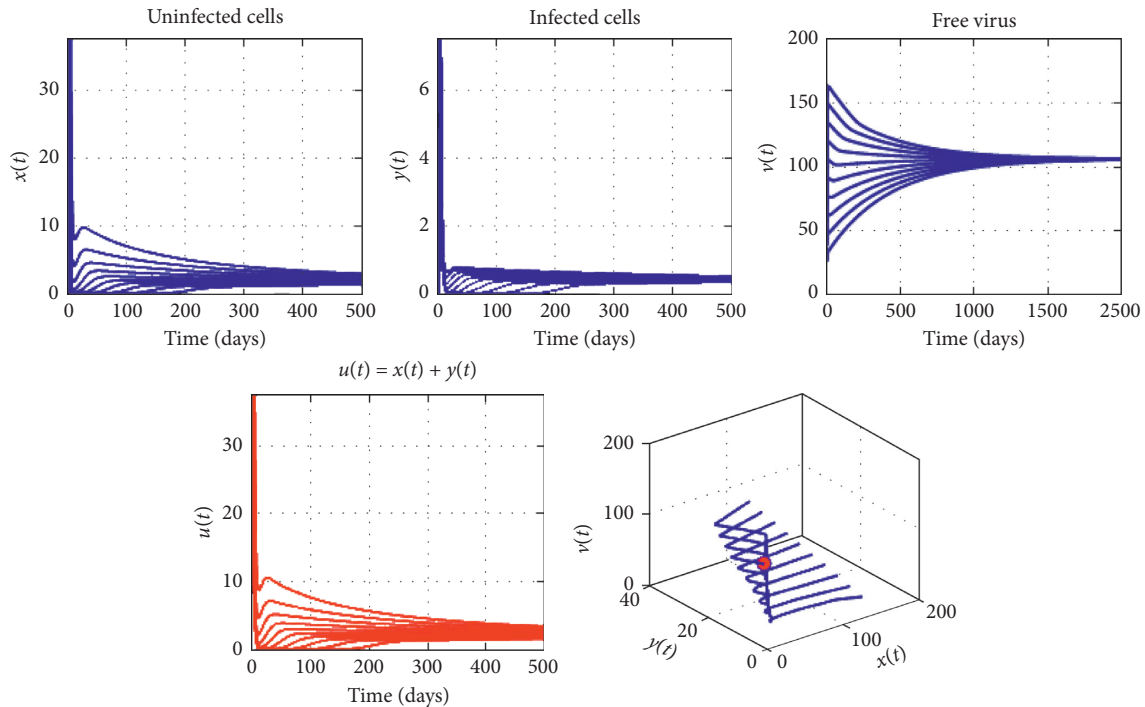 Uninfected cells
30
20
10
0
x(t)
0 100 200 300 400 500
Time (days)
Infected cells
6
4
2
0
y(t)
0 100 200 300 400 500
Time (days)
Free virus
200
150
100
50
0
v(t)
0 500 1000 1500 2500
Time (days)
u(t) = x(t) + y(t)
30
20
10
0
u(t)
0 100 200 300 400 500
Time (days)
200
100
0
v(t)
40
20
0
y(t)
0
100
200
x(t)